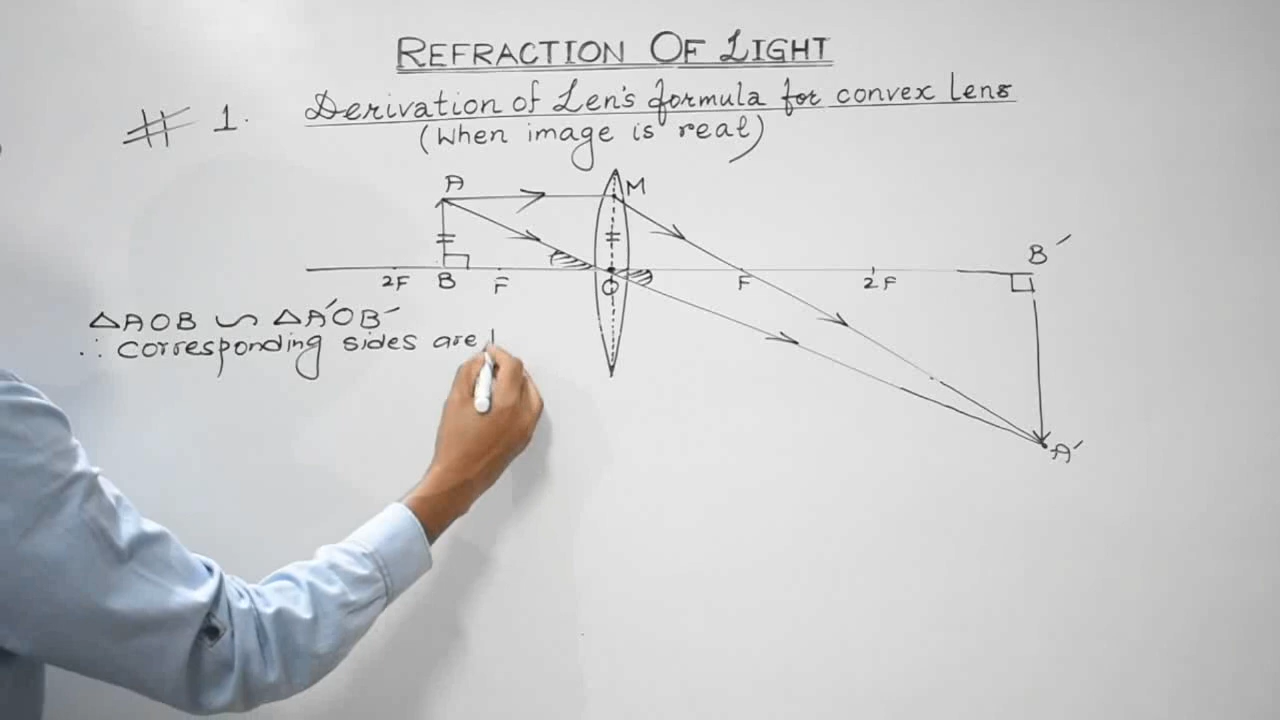 REFRACTION OF LIGHT
# 1. Derivation of Len's formula for convex lens
(When image is real)
A M
B′
2F B F O F 2F
△AOB ∽ △A′OB′
∴ corresponding sides are
A′